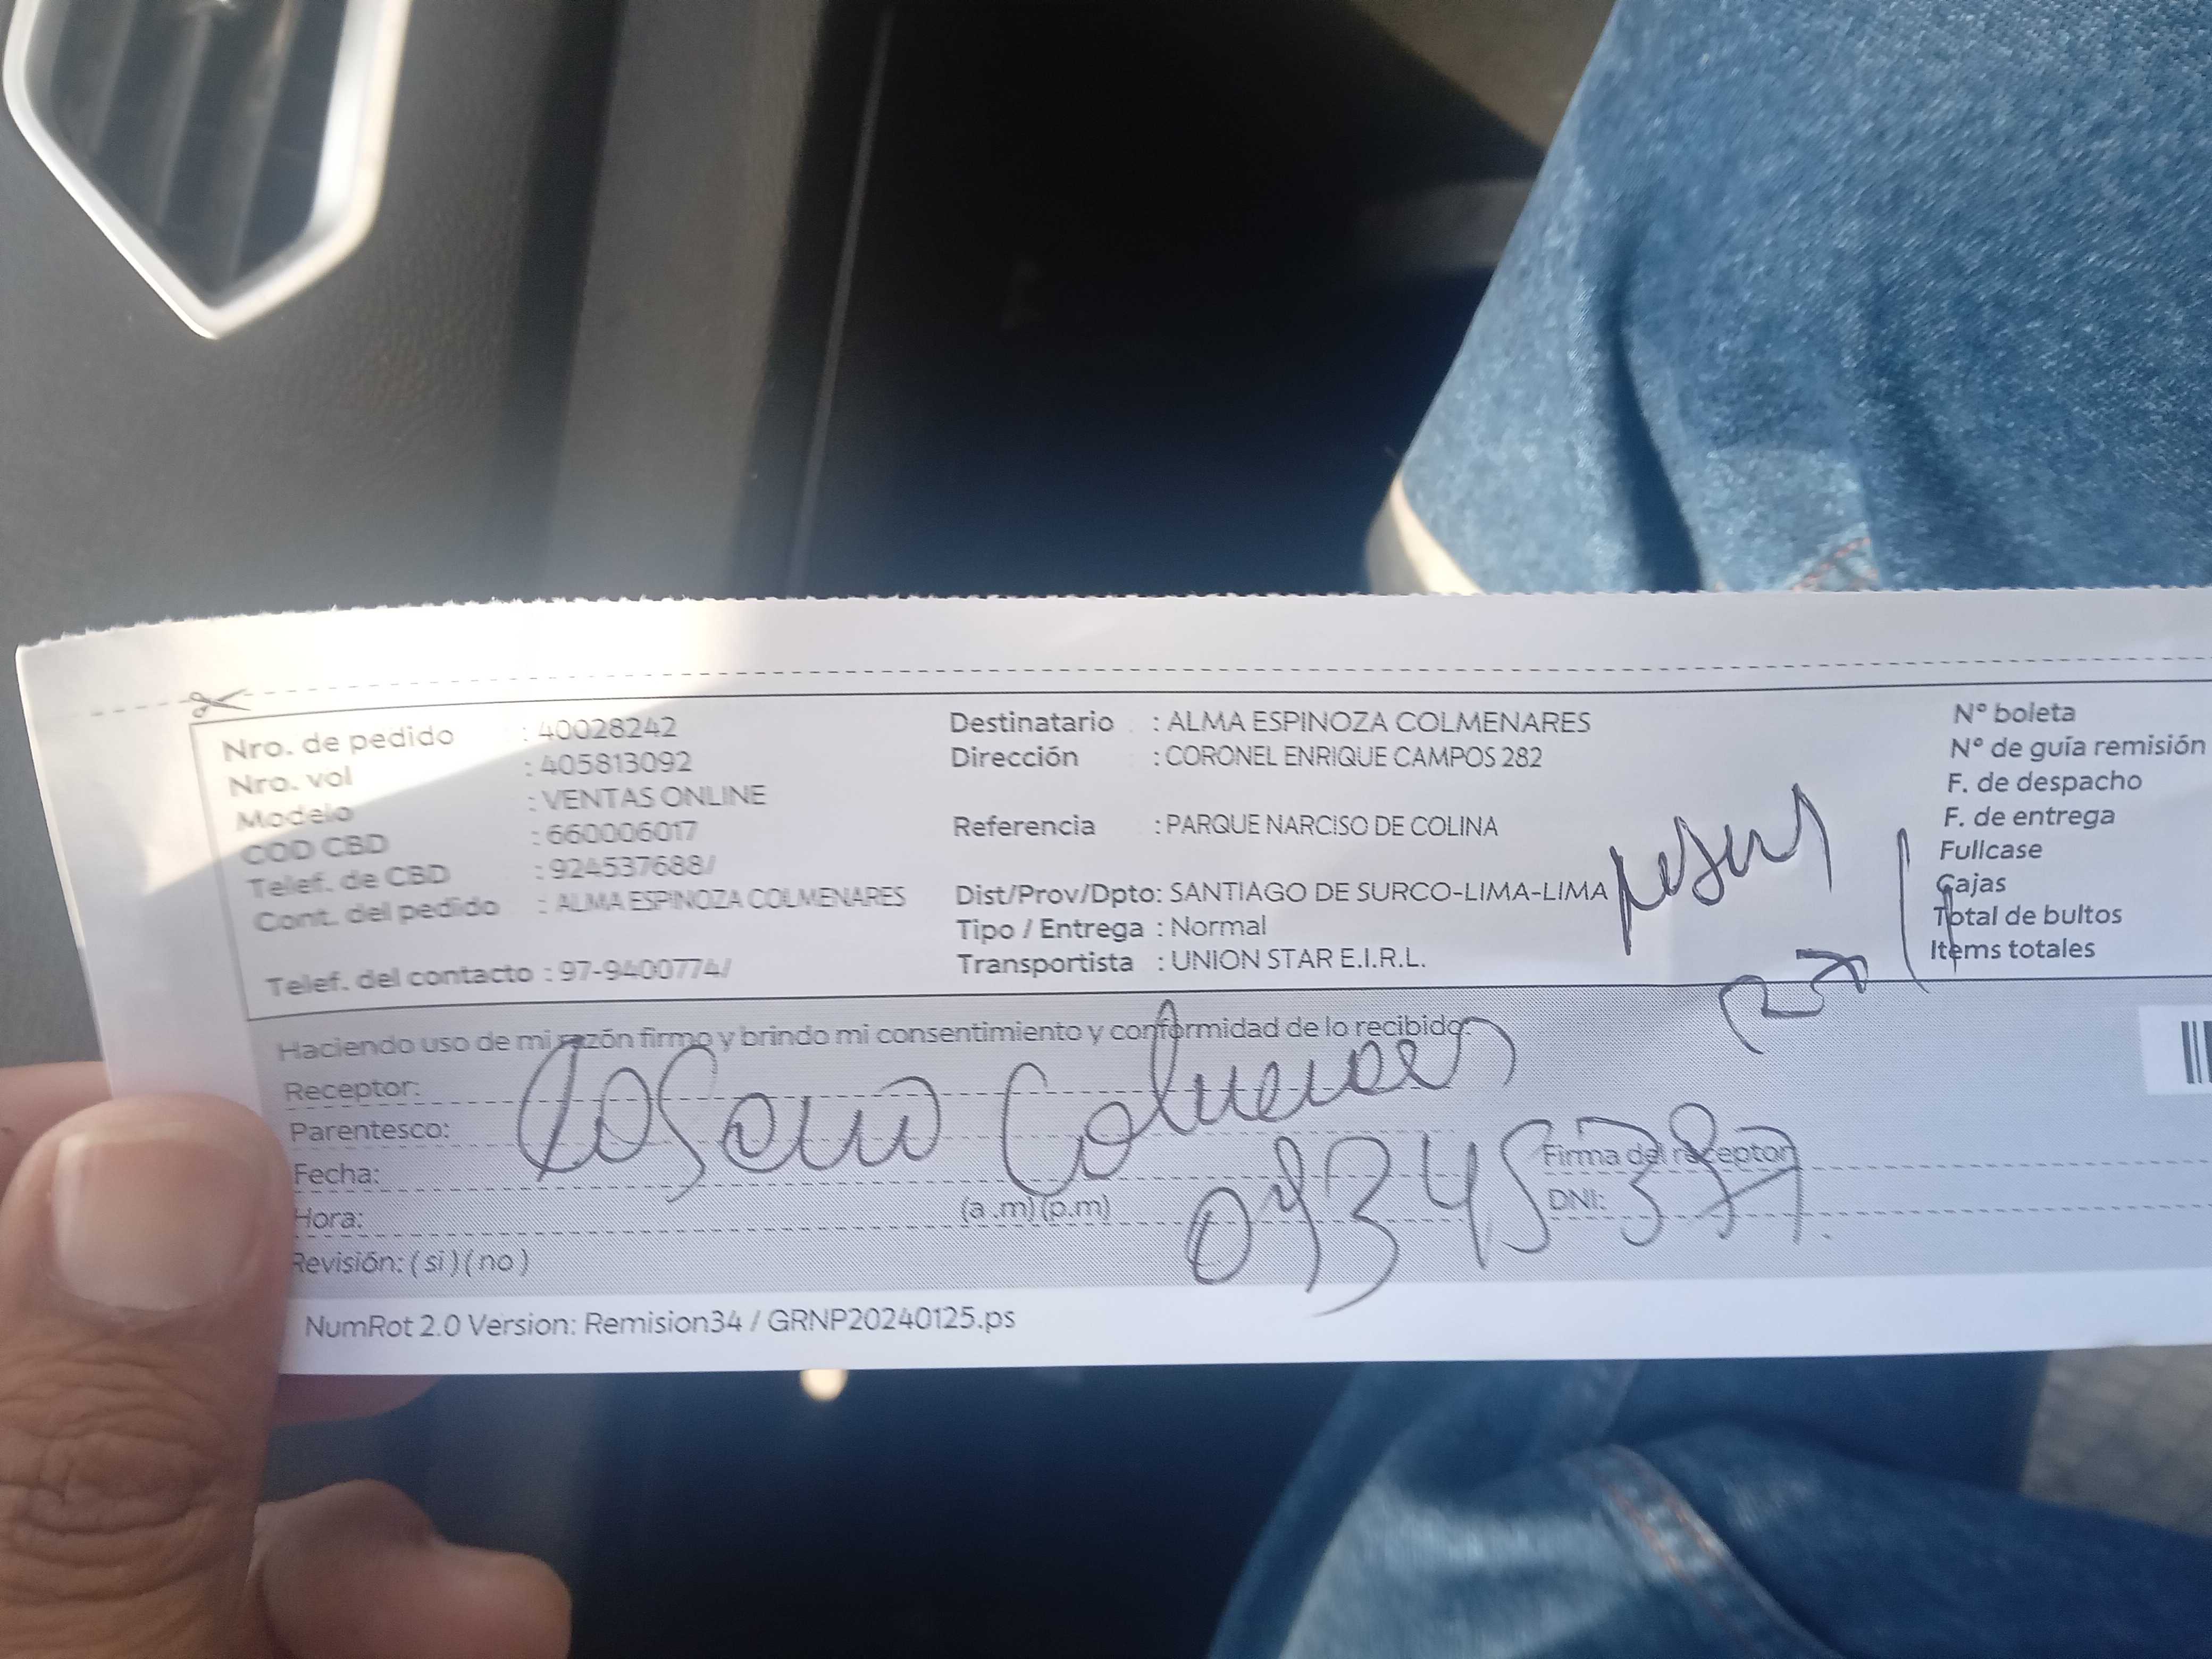 Nro. de pedido : 40028242
Nro. vol : 405813092
Modelo : VENTAS ONLINE
COD CBD : 660006017
Telef. de CBD : 924537688/
Cont. del pedido : ALMA ESPINOZA COLMENARES
Telef. del contacto : 97-9400774/
Destinatario : ALMA ESPINOZA COLMENARES
Dirección : CORONEL ENRIQUE CAMPOS 282
Referencia : PARQUE NARCISO DE COLINA
Dist/Prov/Dpto: SANTIAGO DE SURCO-LIMA-LIMA
Tipo / Entrega : Normal
Transportista : UNION STAR E.I.R.L.
N° boleta
N° de guía remisión
F. de despacho
F. de entrega
Fullcase
Cajas
Total de bultos
Items totales
Haciendo uso de mi razón firmo y brindo mi consentimiento y conformidad de lo recibido.
Receptor:
Parentesco:
Rosario Colmenares
Fecha:
Hora: (a .m) (p.m)
Firma del receptor
DNI:
Revisión: ( si ) ( no )
NumRot 2.0 Version: Remision34 / GRNP20240125.ps